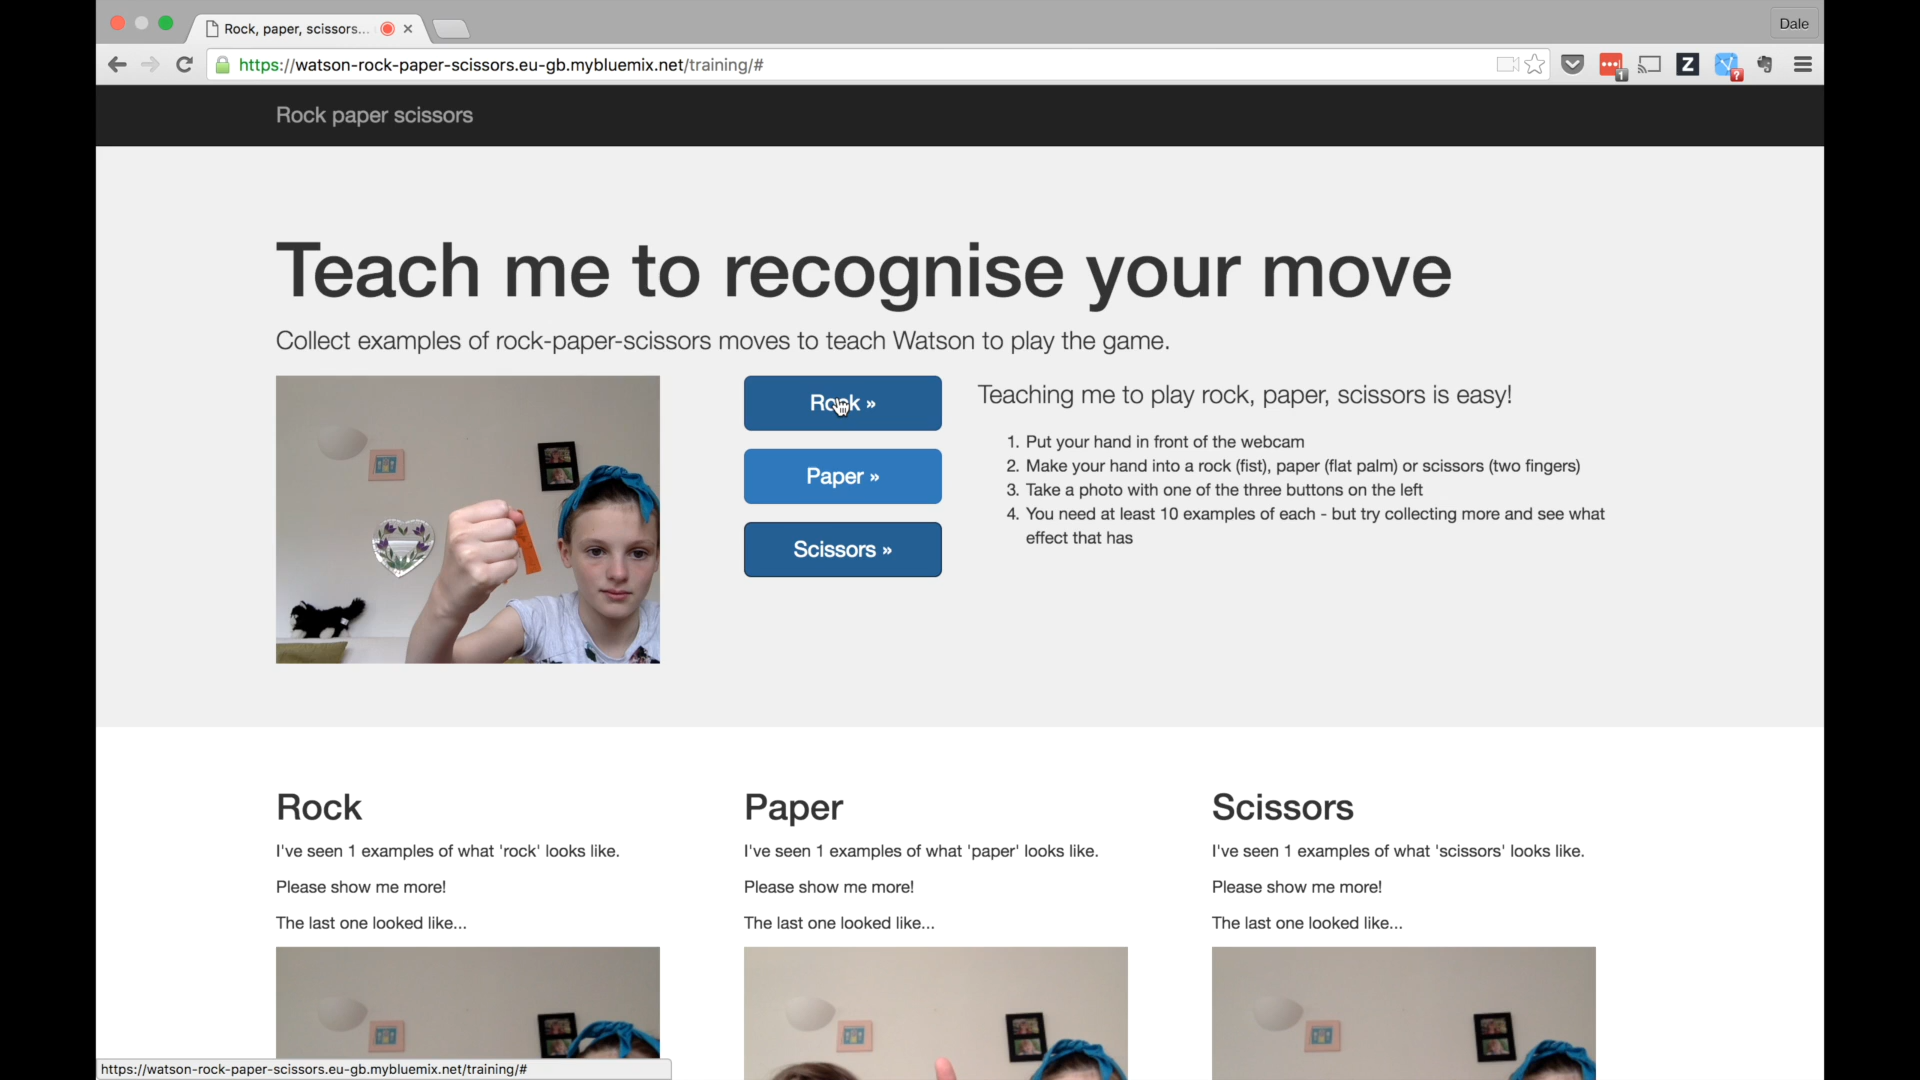 Rock, paper, scissors...
Dale
https://watson-rock-paper-scissors.eu-gb.mybluemix.net/training/#
1
Z
?
Rock paper scissors
Teach me to recognise your move
Collect examples of rock-paper-scissors moves to teach Watson to play the game.
Rock »
Paper »
Scissors »
Teaching me to play rock, paper, scissors is easy!
1. Put your hand in front of the webcam
2. Make your hand into a rock (fist), paper (flat palm) or scissors (two fingers)
3. Take a photo with one of the three buttons on the left
4. You need at least 10 examples of each - but try collecting more and see what
effect that has
Rock
I've seen 1 examples of what 'rock' looks like.
Please show me more!
The last one looked like...
Paper
I've seen 1 examples of what 'paper' looks like.
Please show me more!
The last one looked like...
Scissors
I've seen 1 examples of what 'scissors' looks like.
Please show me more!
The last one looked like...
https://watson-rock-paper-scissors.eu-gb.mybluemix.net/training/#